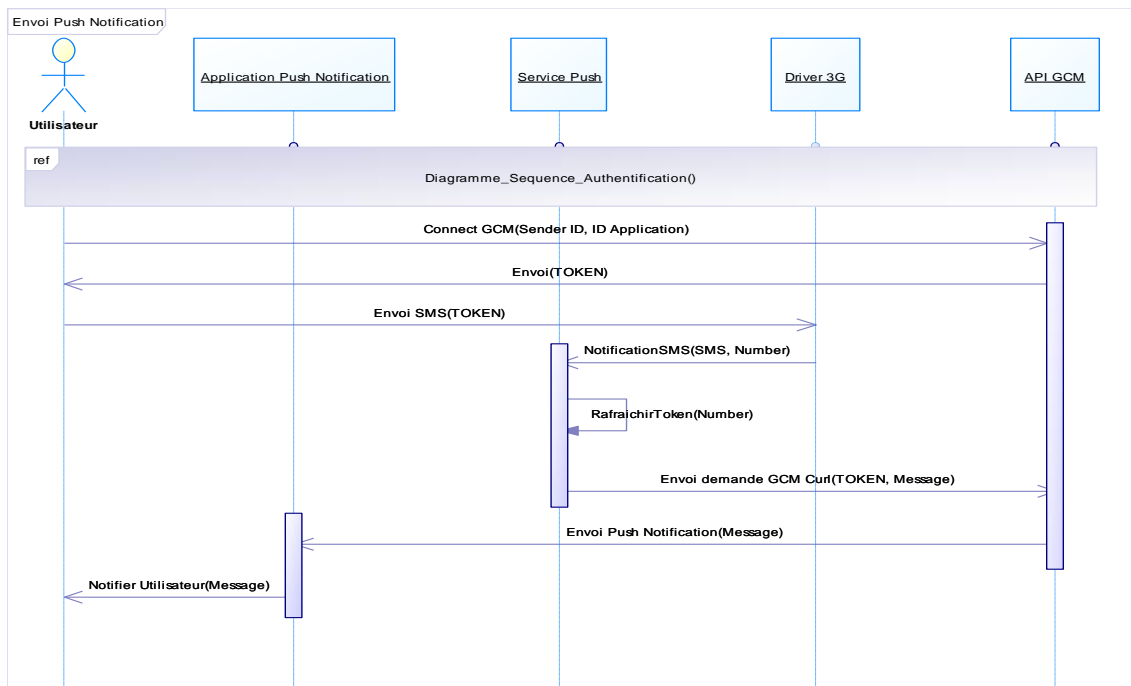 Envoi Push Notification
Utilisateur
Application Push Notification
Service Push
Driver 3G
API GCM
ref
Diagramme_Sequence_Authentification()
Connect GCM(Sender ID, ID Application)
Envoi(TOKEN)
Envoi SMS(TOKEN)
NotificationSMS(SMS, Number)
RafraichirToken(Number)
Envoi demande GCM Curl(TOKEN, Message)
Envoi Push Notification(Message)
Notifier Utilisateur(Message)